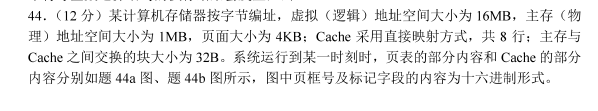 44.（12 分）某计算机存储器按字节编址，虚拟（逻辑）地址空间大小为 16MB，主存（物
理）地址空间大小为 1MB，页面大小为 4KB；Cache 采用直接映射方式，共 8 行；主存与
Cache 之间交换的块大小为 32B。系统运行到某一时刻时，页表的部分内容和 Cache 的部分
内容分别如题 44a 图、题 44b 图所示，图中页框号及标记字段的内容为十六进制形式。